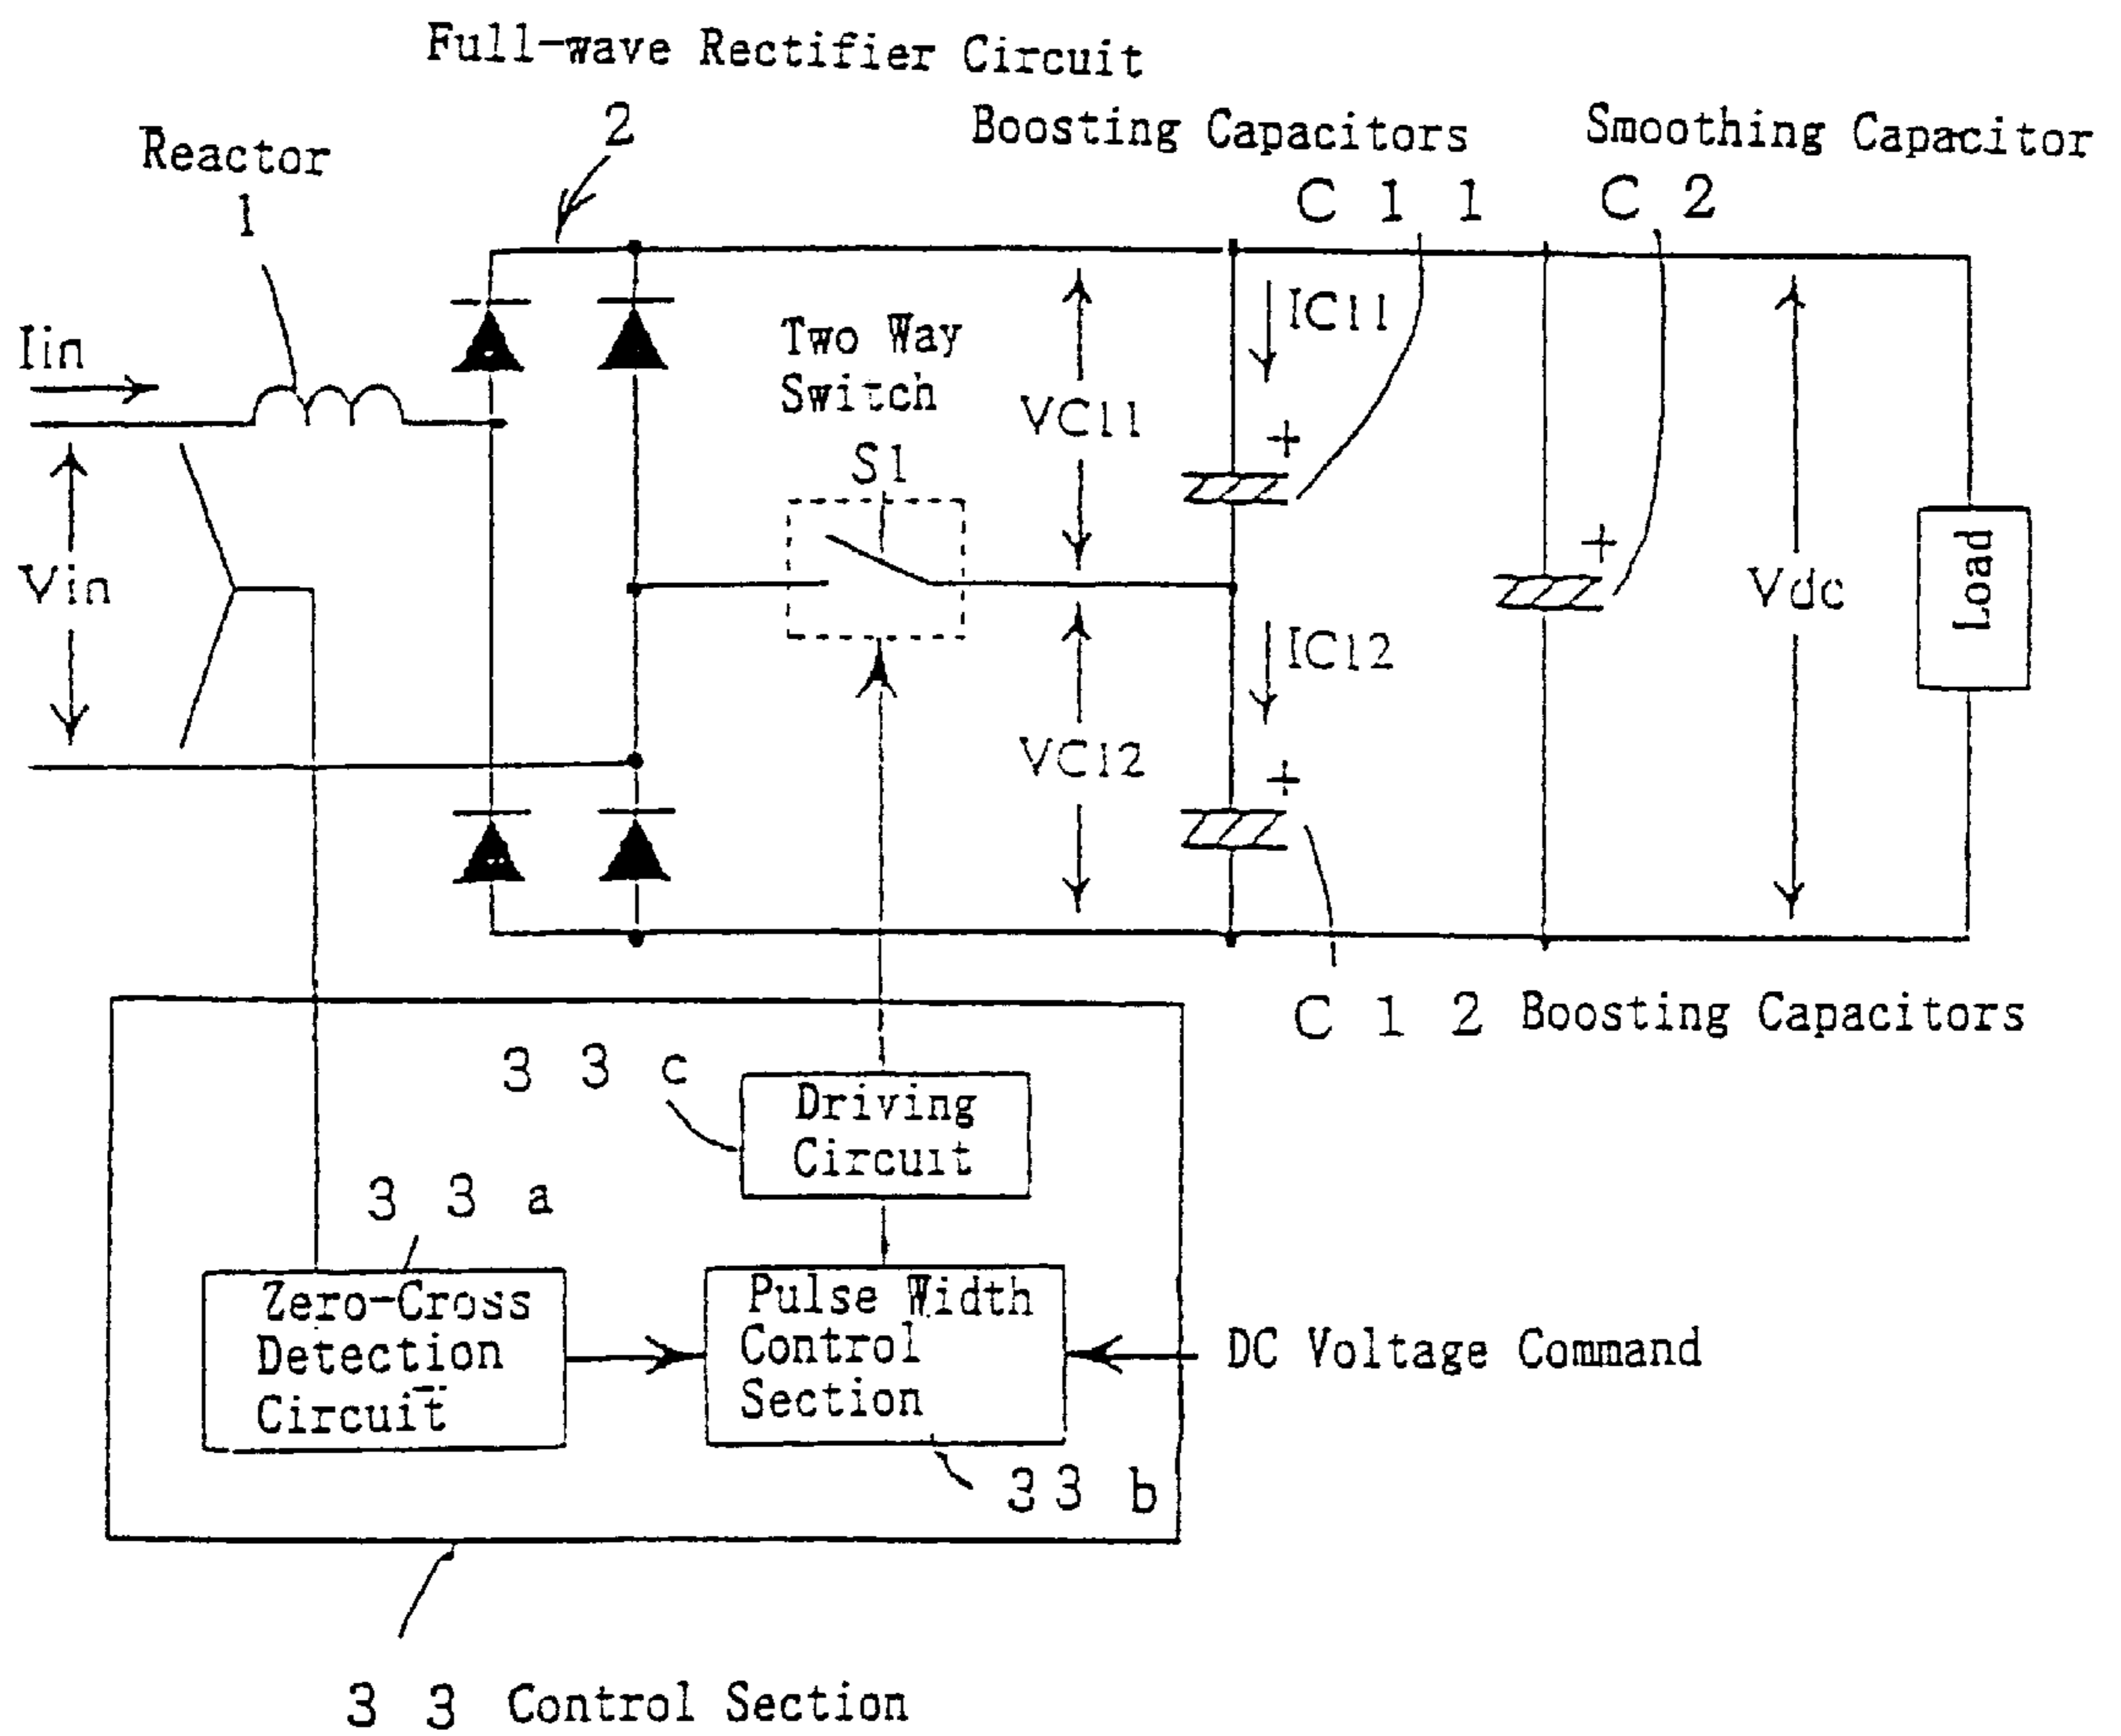 Full-wave Rectifier Circuit
2
Boosting Capacitors
C 1 1
Smoothing Capacitor
C 2
Reactor
1
Iin
Vin
Two Way
Switch
S1
VC11
IC11
+
+
Vdc
Load
IC12
VC12
+
C 1 2 Boosting Capacitors
3 3 c
Driving
Circuit
3 3 a
Zero-Cross
Detection
Circuit
Pulse Width
Control
Section
DC Voltage Command
3 3 b
3 3 Control Section